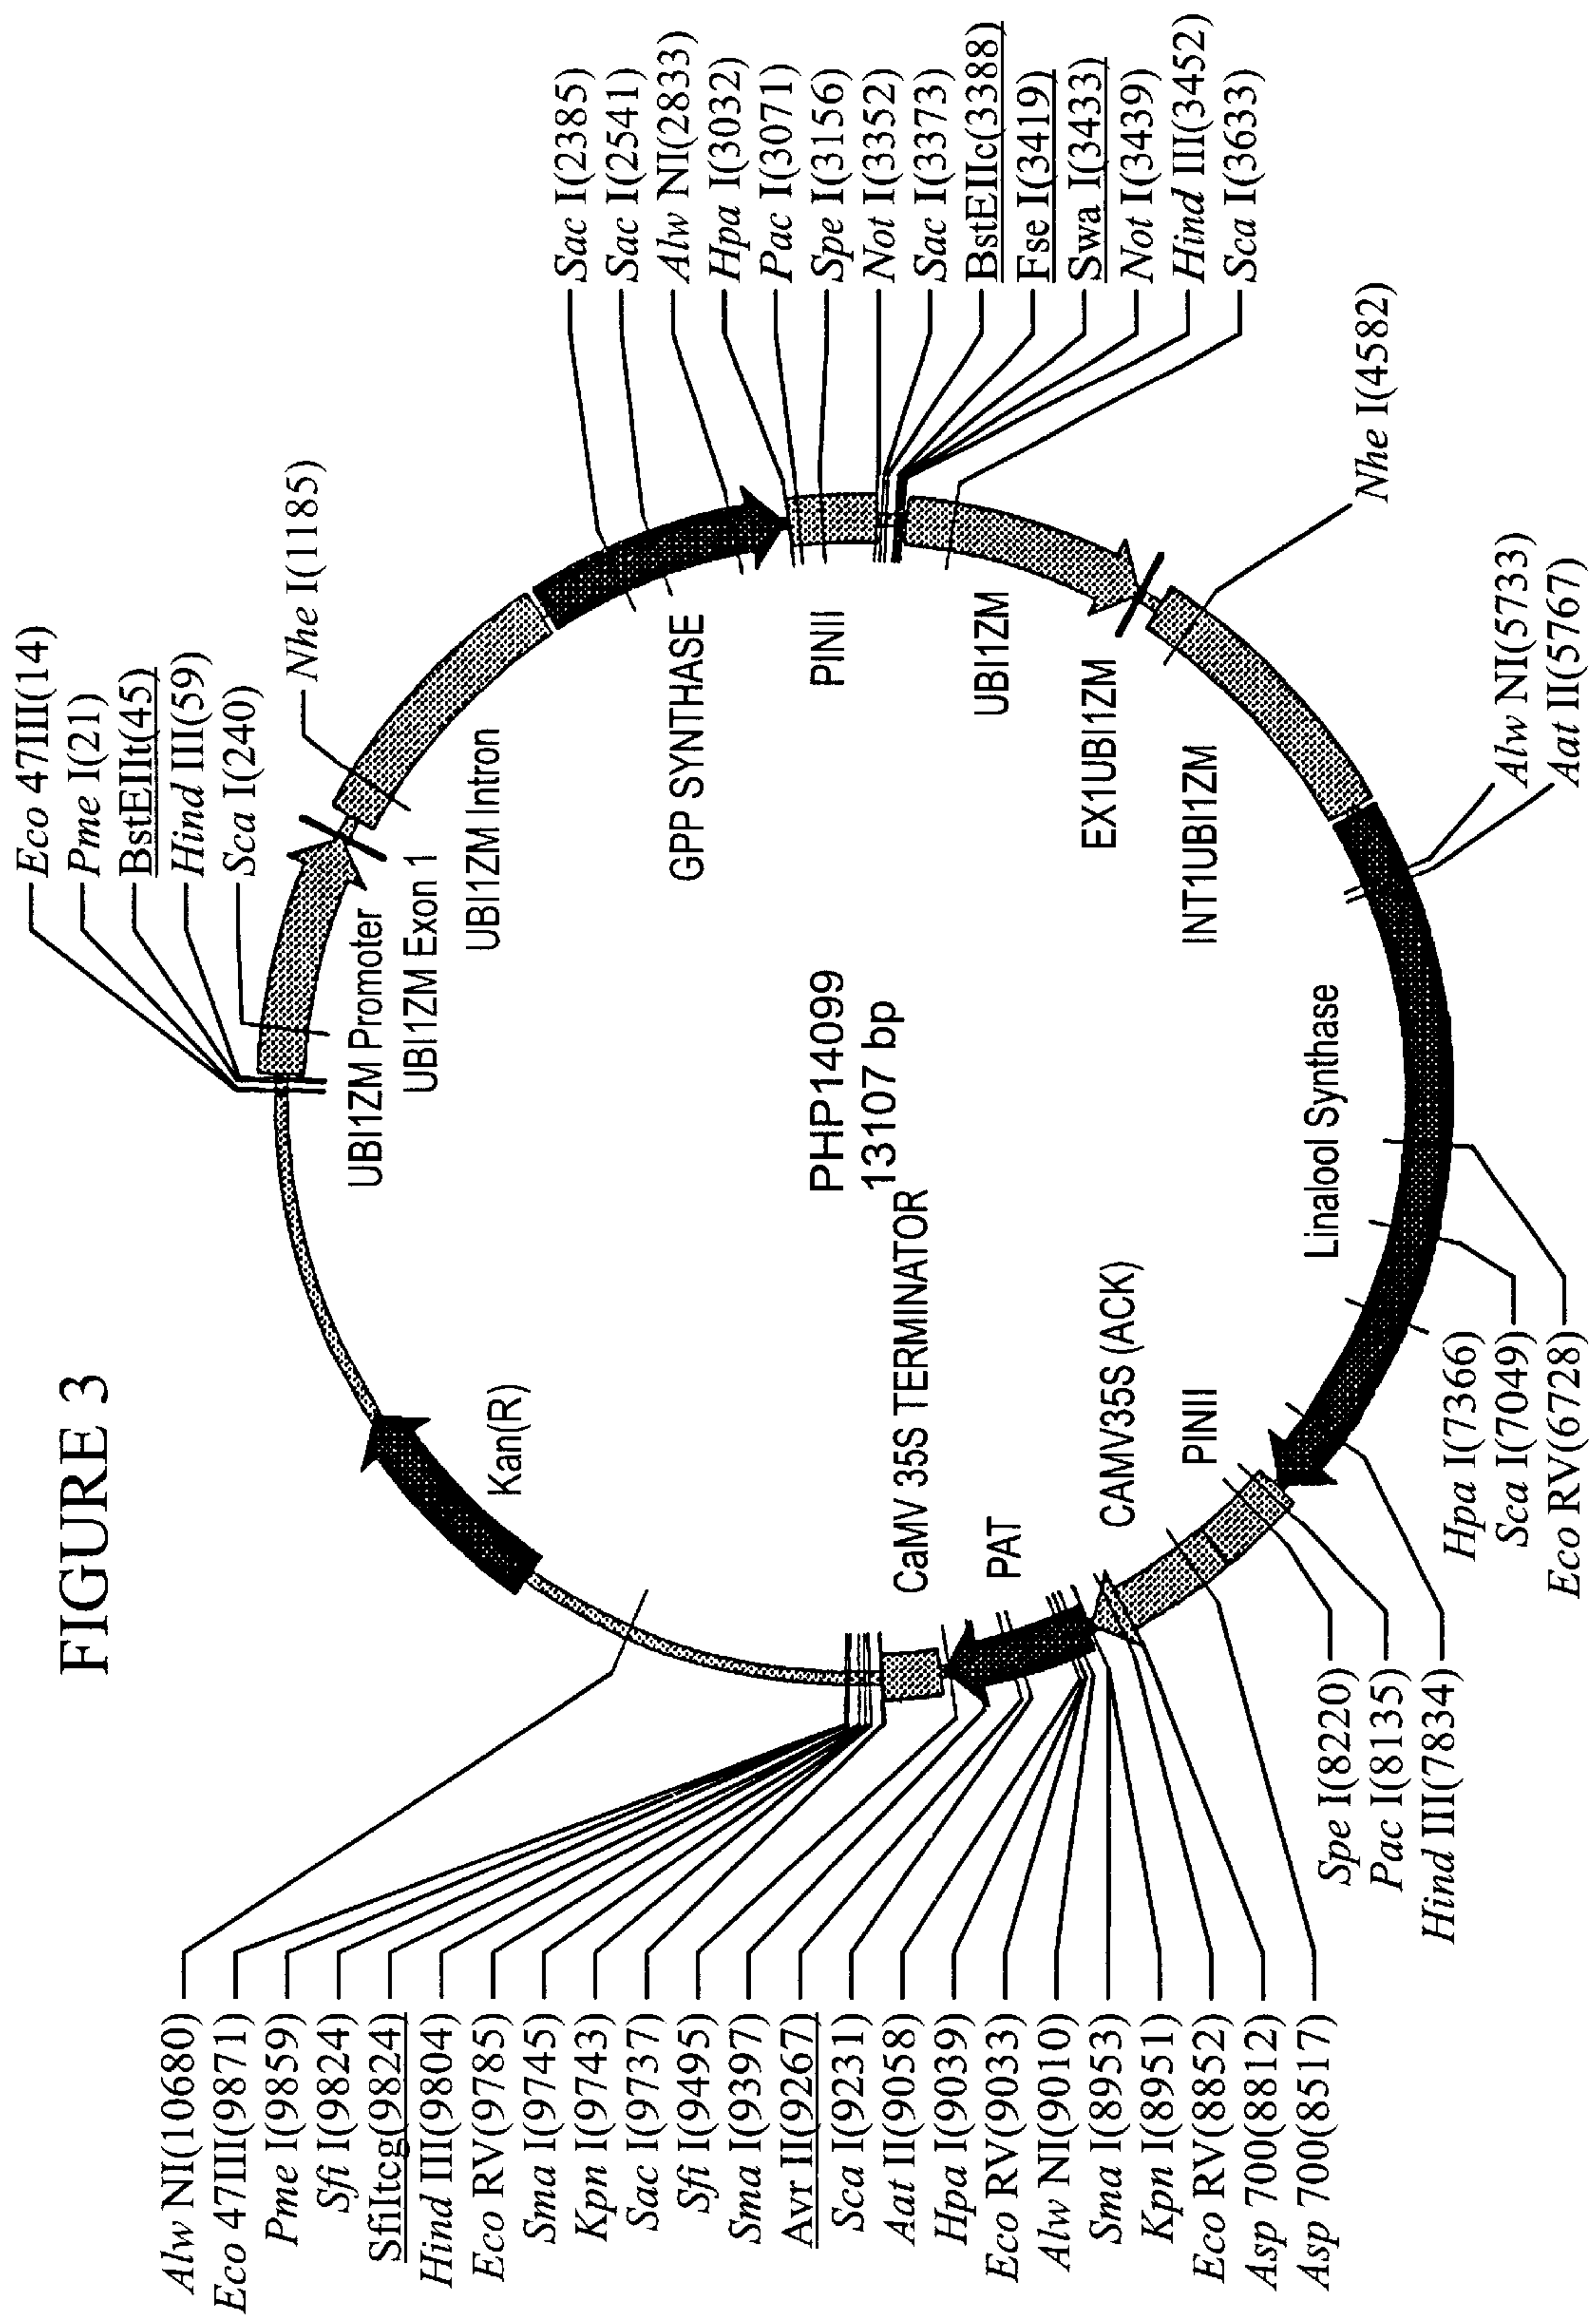 FIGURE 3
Eco 47III(14)
Pme I(21)
BstEIIt(45)
Hind III(59)
Sca I(240)
Nhe I(1185)
Sac I(2385)
Sac I(2541)
Alw NI(2833)
Hpa I(3032)
Pac I(3071)
Spe I(3156)
Not I(3352)
Sac I(3373)
BstEIIc(3388)
Fse I(3419)
Swa I(3433)
Not I(3439)
Hind III(3452)
Sca I(3633)
Nhe I(4582)
Alw NI(5733)
Aat II(5767)
Hpa I(7366)
Sca I(7049)
Eco RV(6728)
Spe I(8220)
Pac I(8135)
Hind III(7834)
Alw NI(10680)
Eco 47III(9871)
Pme I(9859)
Sfi I(9824)
SfiItcg(9824)
Hind III(9804)
Eco RV(9785)
Sma I(9745)
Kpn I(9743)
Sac I(9737)
Sfi I(9495)
Sma I(9397)
Avr II(9267)
Sca I(9231)
Aat II(9058)
Hpa I(9039)
Eco RV(9033)
Alw NI(9010)
Sma I(8953)
Kpn I(8951)
Eco RV(8852)
Asp 700(8812)
Asp 700(8517)
UBI1ZM Promoter
UBI1ZM Exon 1
UBI1ZM Intron
GPP SYNTHASE
PINII
UBI1ZM
EX1UBI1ZM
INT1UBI1ZM
Linalool Synthase
PINII
CAMV35S (ACK)
PAT
CaMV 35S TERMINATOR
Kan(R)
PHP14099
13107 bp